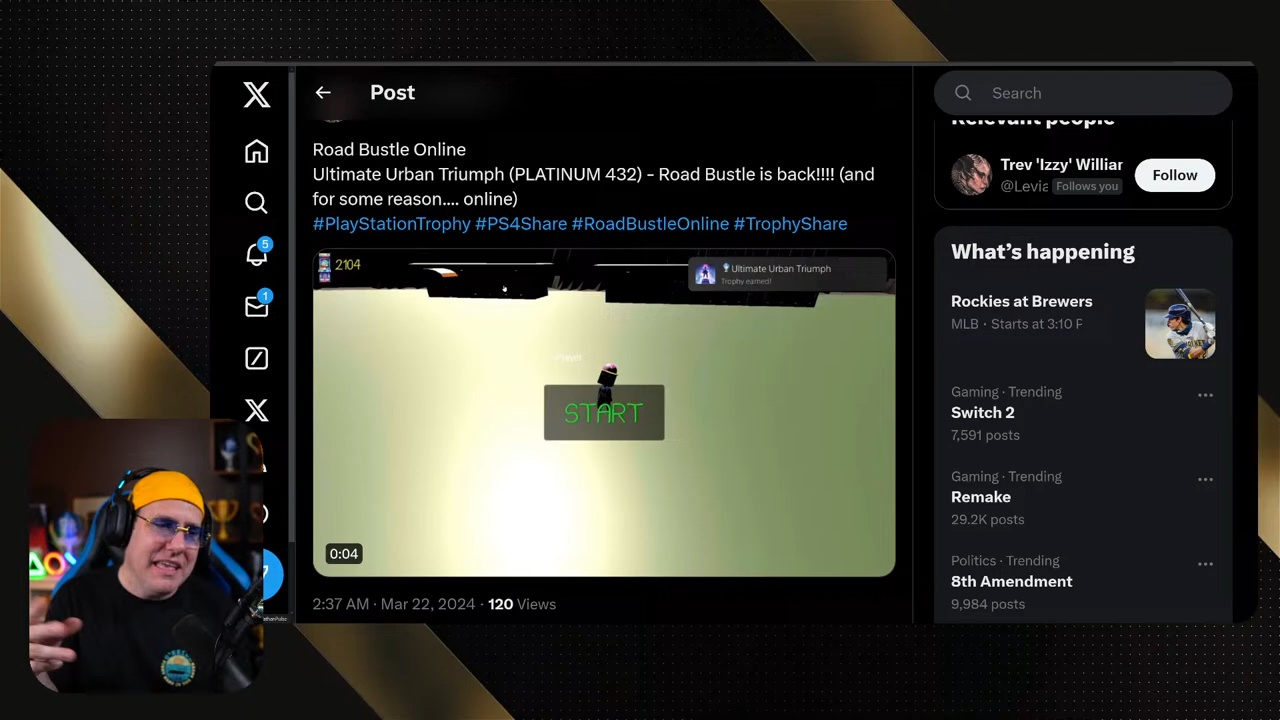 Post
Search
Road Bustle Online
Ultimate Urban Triumph (PLATINUM 432) - Road Bustle is back!!!! (and
for some reason.... online)
#PlayStationTrophy #PS4Share #RoadBustleOnline #TrophyShare
2104
Ultimate Urban Triumph
Trophy earned!
Player
START
0:04
2:37 AM · Mar 22, 2024 · 120 Views
5
1
Relevant people
Trev 'Izzy' Williar
@Levia Follows you
Follow
What's happening
Rockies at Brewers
MLB · Starts at 3:10 F
Gaming · Trending
Switch 2
7,591 posts
Gaming · Trending
Remake
29.2K posts
Politics · Trending
8th Amendment
9,984 posts